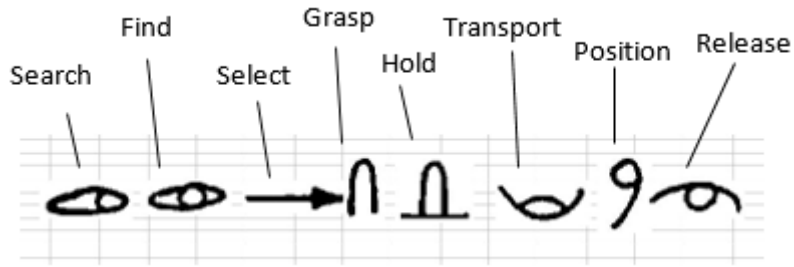 Search
Find
Select
Grasp
Hold
Transport
Position
Release